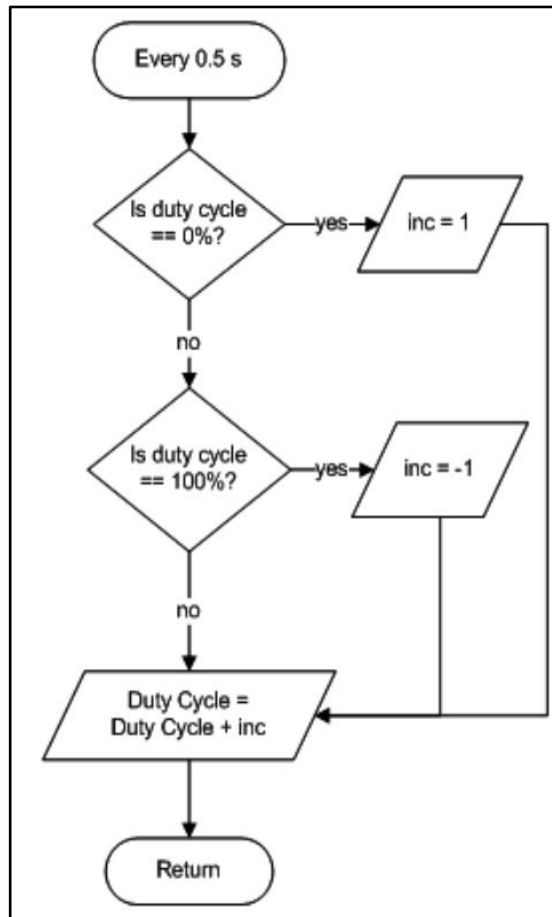 Every 0.5 s
Is duty cycle
== 0%?
yes
inc = 1
no
Is duty cycle
== 100%?
yes
inc = -1
no
Duty Cycle =
Duty Cycle + inc
Return